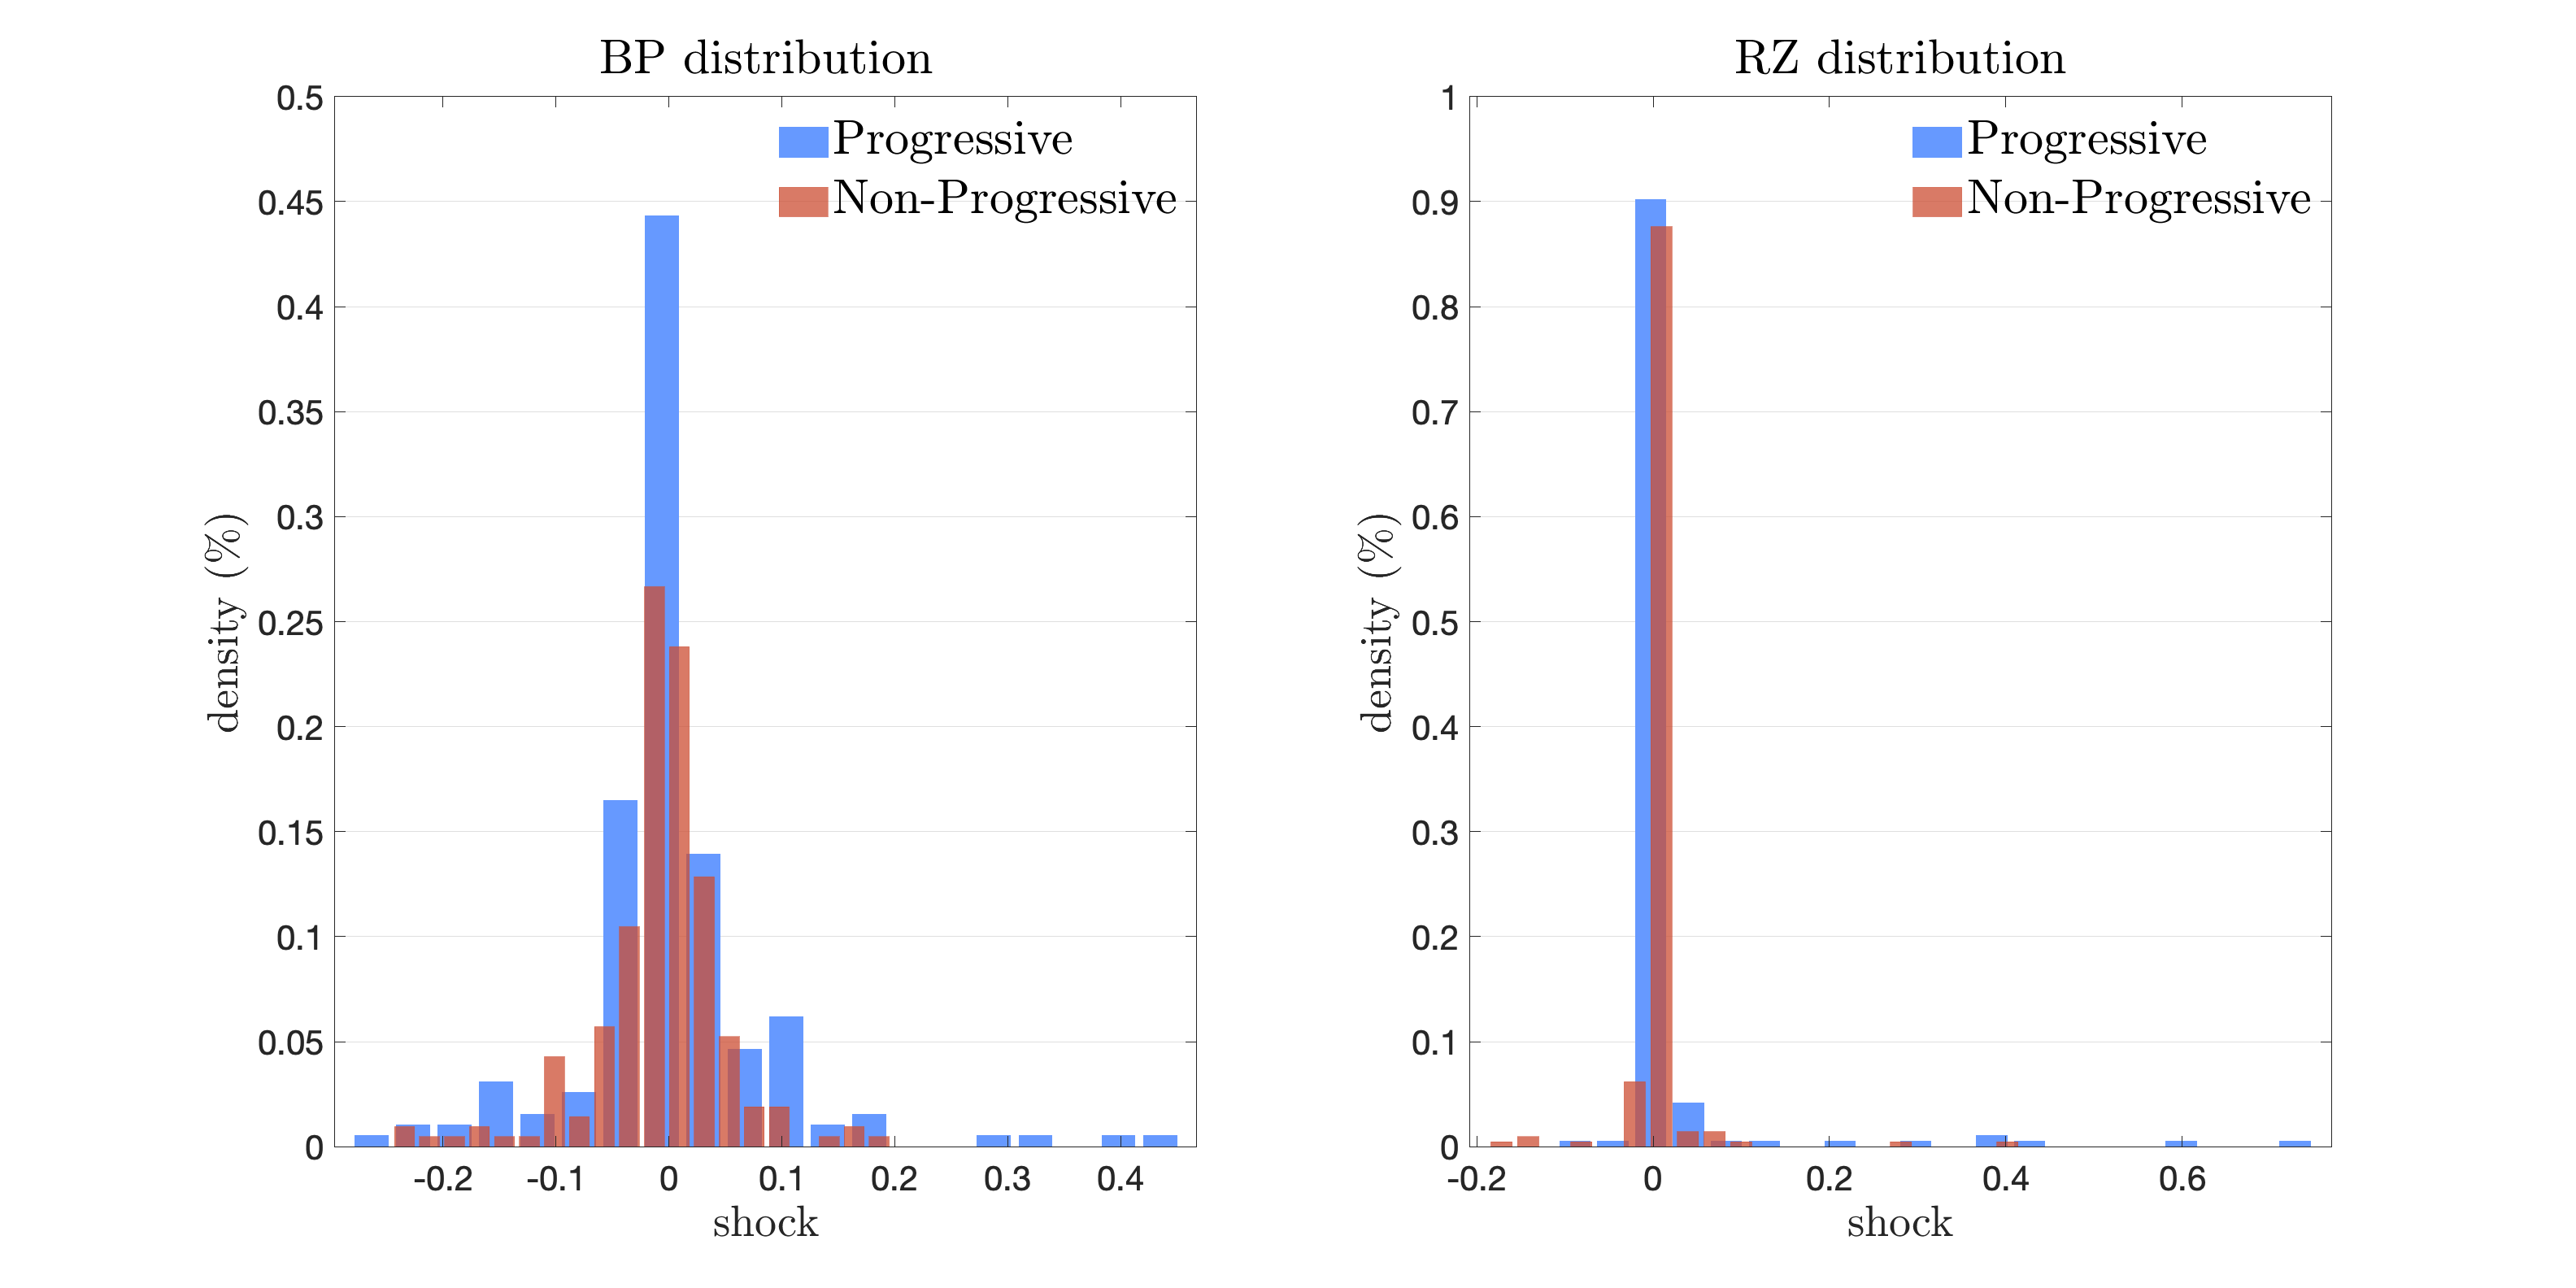 BP distribution
0.5
0.45
0.4
0.35
0.3
0.25
0.2
0.15
0.1
0.05
0
density (%)
Progressive
Non-Progressive
-0.2 -0.1 0 0.1 0.2 0.3 0.4
shock
RZ distribution
1
0.9
0.8
0.7
0.6
0.5
0.4
0.3
0.2
0.1
0
density (%)
Progressive
Non-Progressive
-0.2 0 0.2 0.4 0.6
shock